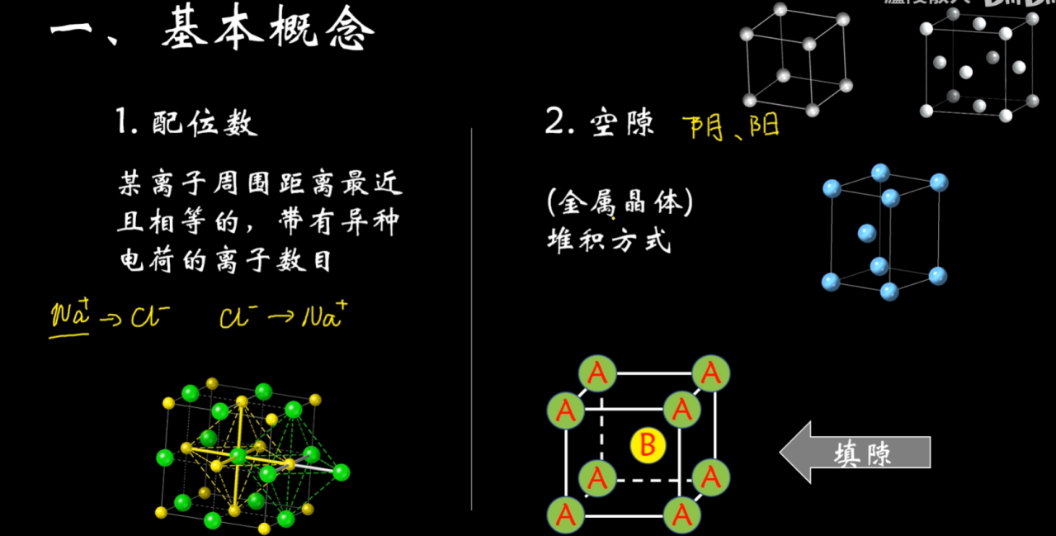 一、基本概念
1. 配位数
某离子周围距离最近
且相等的，带有异种
电荷的离子数目
Na⁺→Cl⁻ Cl⁻→Na⁺
2. 空隙 阴、阳
(金属晶体)
堆积方式
A A
A A
B
A A
A A
填隙